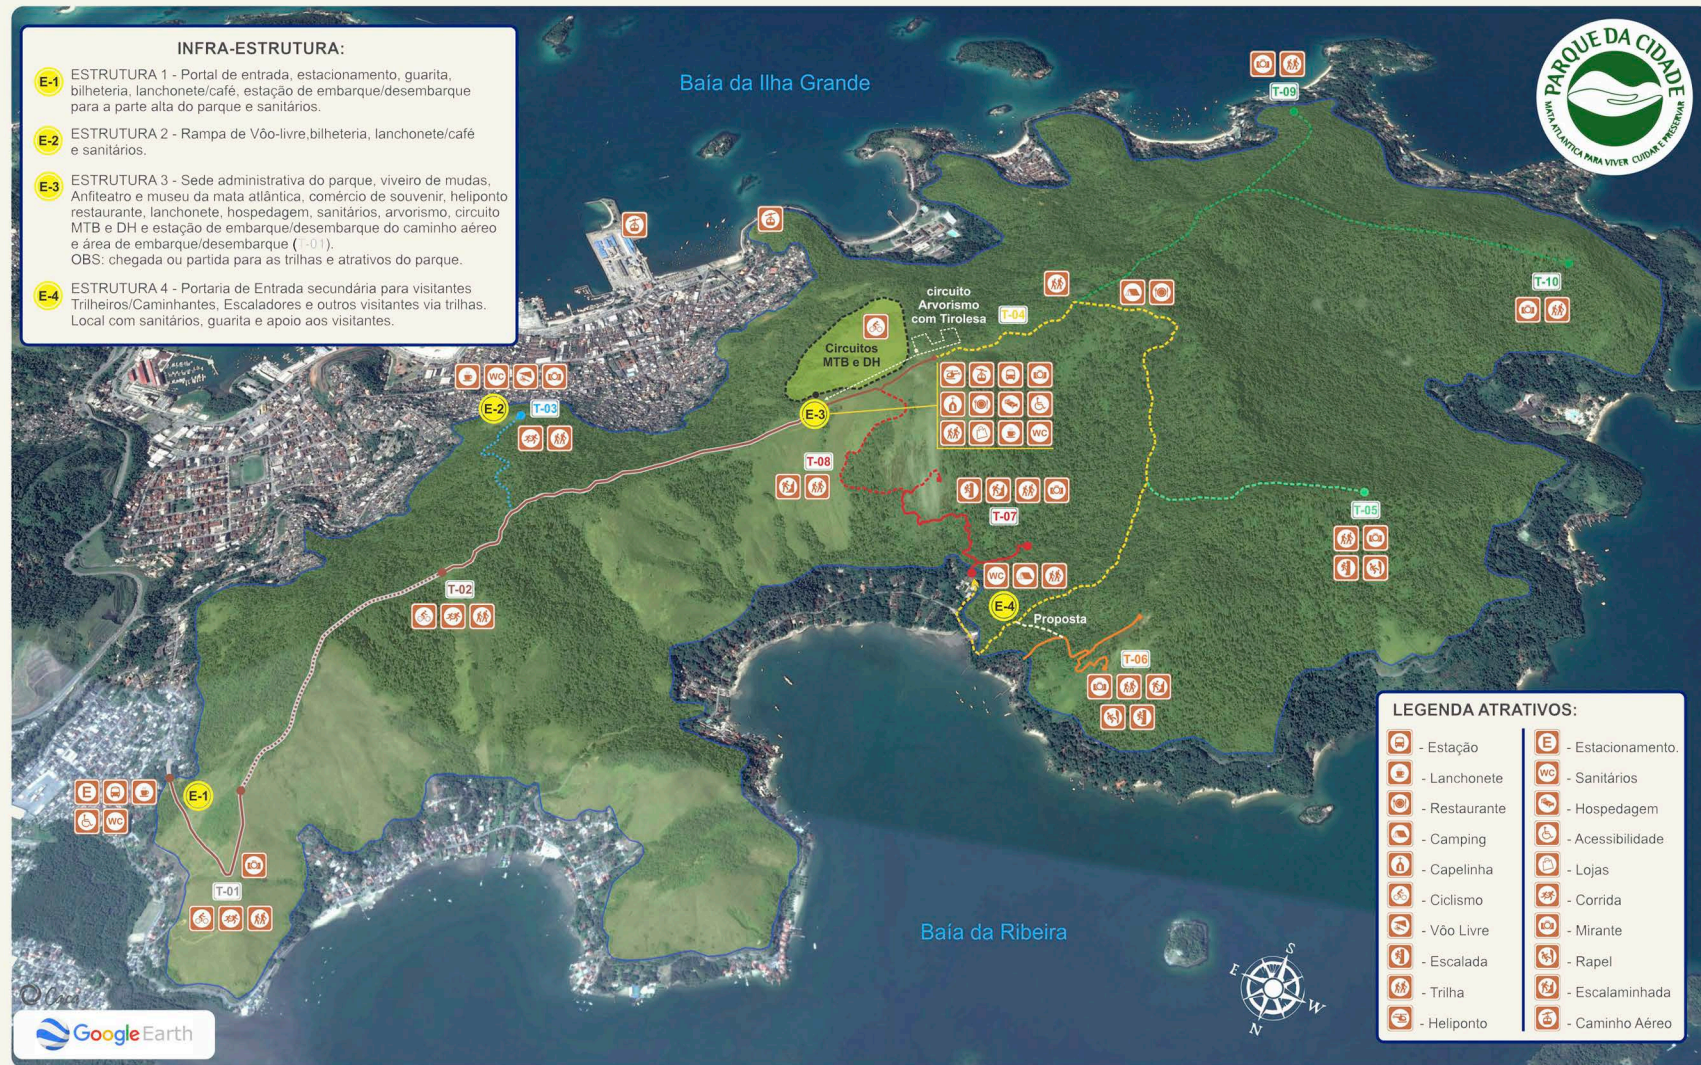 INFRA-ESTRUTURA:
E-1
ESTRUTURA 1 - Portal de entrada, estacionamento, guarita,
bilheteria, lanchonete/café, estação de embarque/desembarque
para a parte alta do parque e sanitários.
E-2
ESTRUTURA 2 - Rampa de Vôo-livre,bilheteria, lanchonete/café
e sanitários.
E-3
ESTRUTURA 3 - Sede administrativa do parque, viveiro de mudas,
Anfiteatro e museu da mata atlântica, comércio de souvenir, heliponto
restaurante, lanchonete, hospedagem, sanitários, arvorismo, circuito
MTB e DH e estação de embarque/desembarque do caminho aéreo
e área de embarque/desembarque (T-01).
OBS: chegada ou partida para as trilhas e atrativos do parque.
E-4
ESTRUTURA 4 - Portaria de Entrada secundária para visitantes
Trilheiros/Caminhantes, Escaladores e outros visitantes via trilhas.
Local com sanitários, guarita e apoio aos visitantes.
Baía da Ilha Grande
PARQUE DA CIDADE
MATA ATLANTICA PARA VIVER CUIDAR E PRESERVAR
T-09
T-10
circuito
Arvorismo
com Tirolesa
T-04
Circuitos
MTB e DH
WC
E-2
T-03
E-3
WC
T-08
T-07
T-05
WC
E-4
Proposta
T-06
T-02
E
WC
E-1
T-01
Baía da Ribeira
S
E
W
N
LEGENDA ATRATIVOS:
- Estação
- Lanchonete
- Restaurante
- Camping
- Capelinha
- Ciclismo
- Vôo Livre
- Escalada
- Trilha
- Heliponto
E - Estacionamento.
WC - Sanitários
- Hospedagem
- Acessibilidade
- Lojas
- Corrida
- Mirante
- Rapel
- Escalaminhada
- Caminho Aéreo
Google Earth